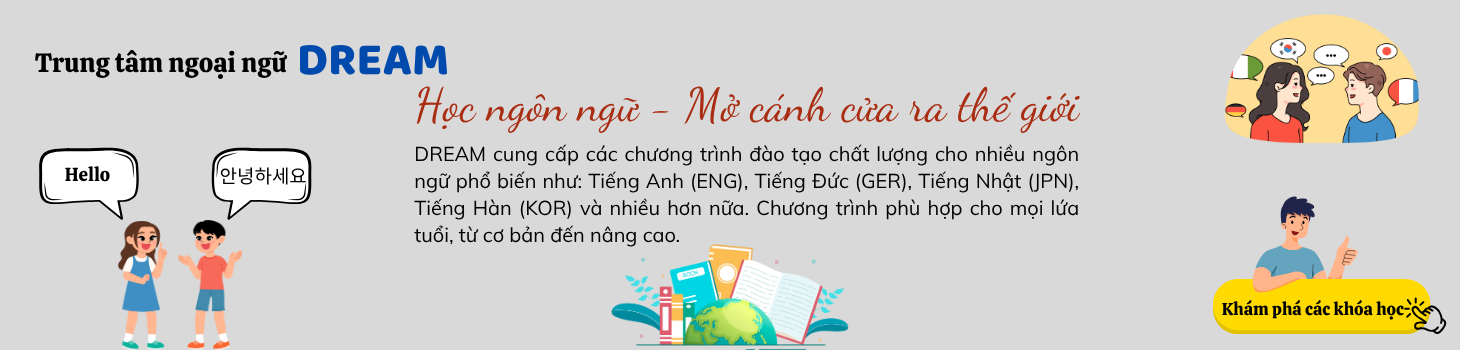 Trung tâm ngoại ngữ DREAM
Học ngôn ngữ - Mở cánh cửa ra thế giới
DREAM cung cấp các chương trình đào tạo chất lượng cho nhiều ngôn
ngữ phổ biến như: Tiếng Anh (ENG), Tiếng Đức (GER), Tiếng Nhật (JPN),
Tiếng Hàn (KOR) và nhiều hơn nữa. Chương trình phù hợp cho mọi lứa
tuổi, từ cơ bản đến nâng cao.
Hello
안녕하세요
BOOK
Khám phá các khóa học